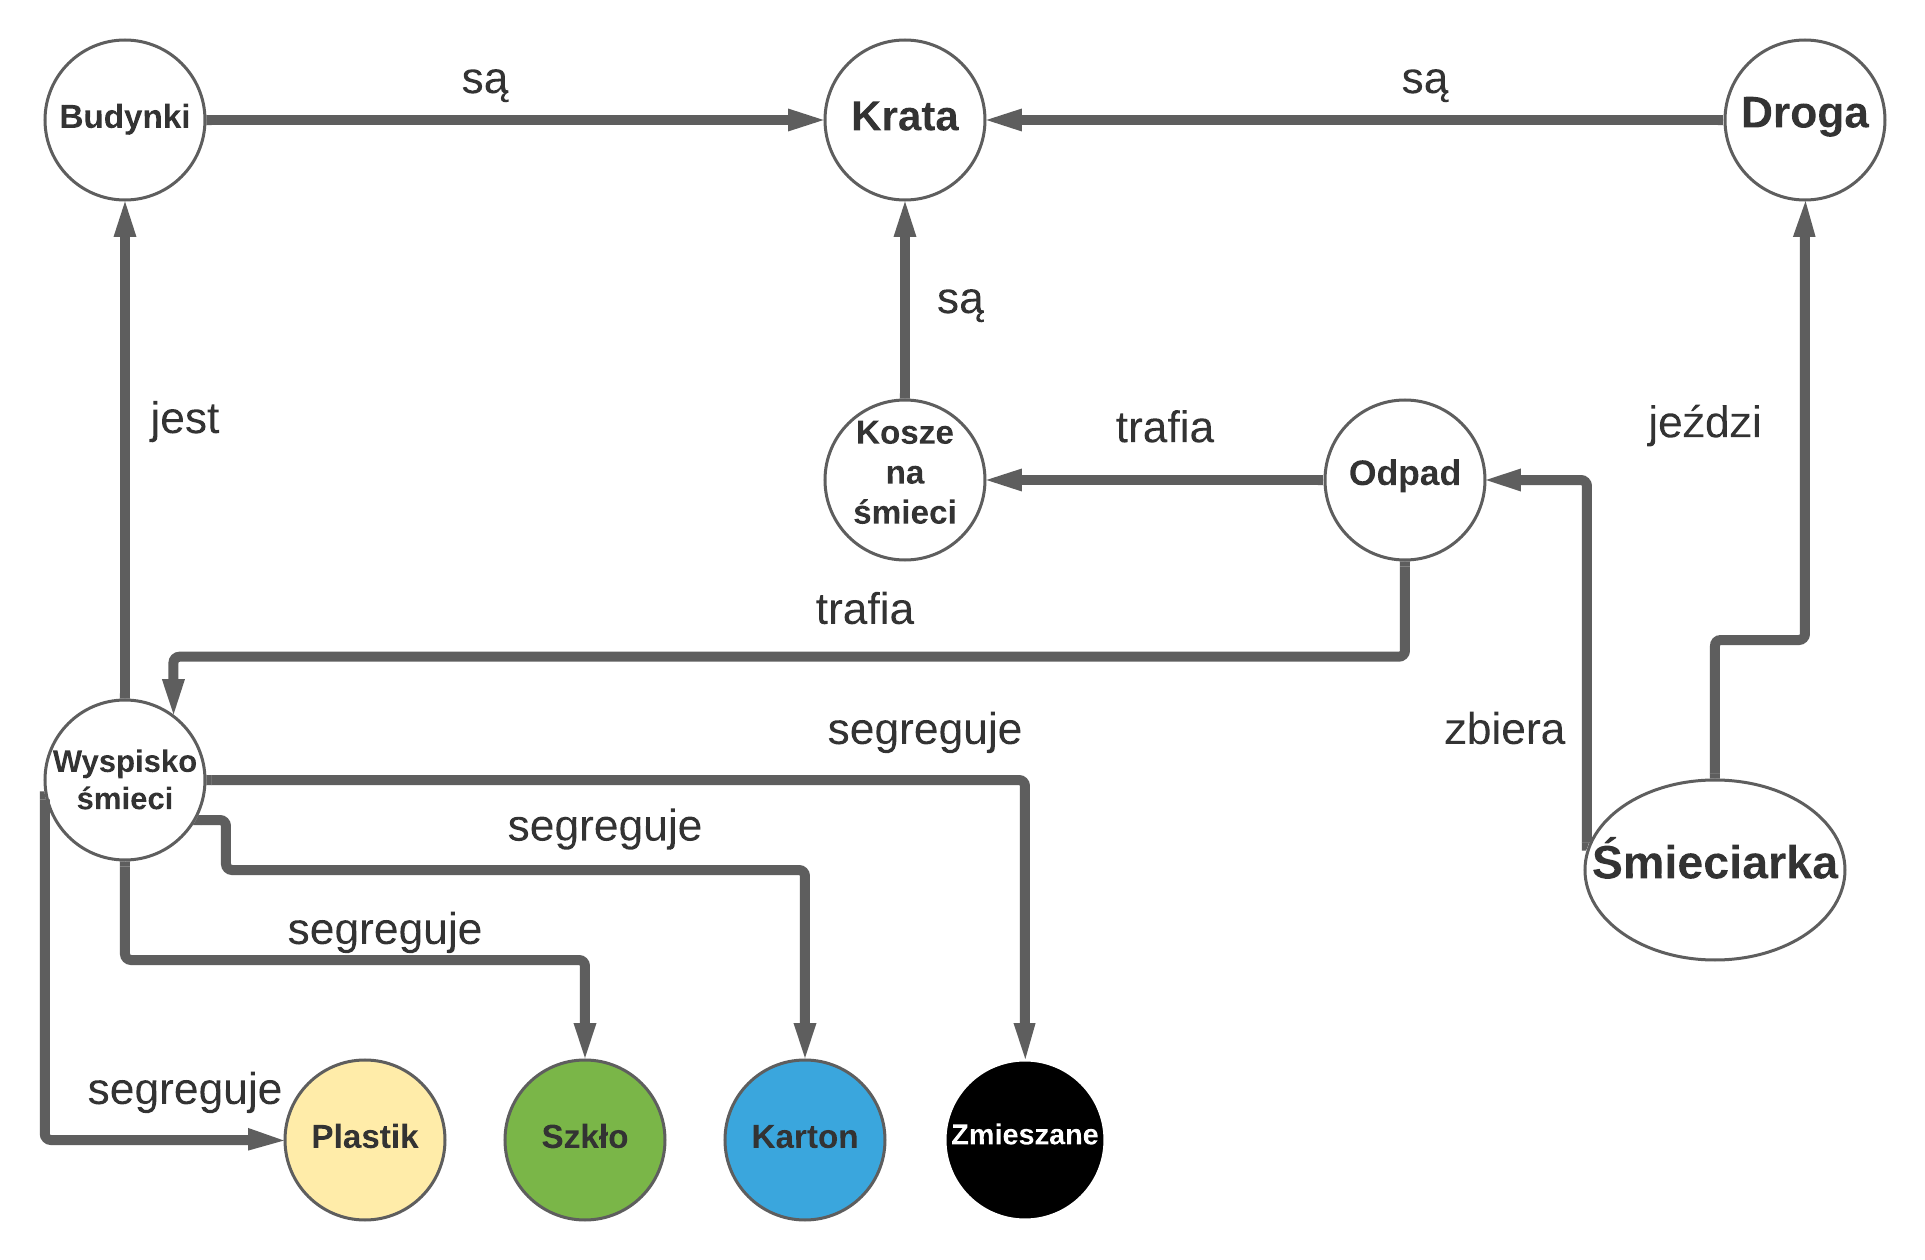 są
są
Budynki
Krata
Droga
są
jest
trafia
jeździ
Kosze
na
śmieci
Odpad
trafia
segreguje
zbiera
Wyspisko
śmieci
segreguje
Śmieciarka
segreguje
segreguje
Plastik
Szkło
Karton
Zmieszane